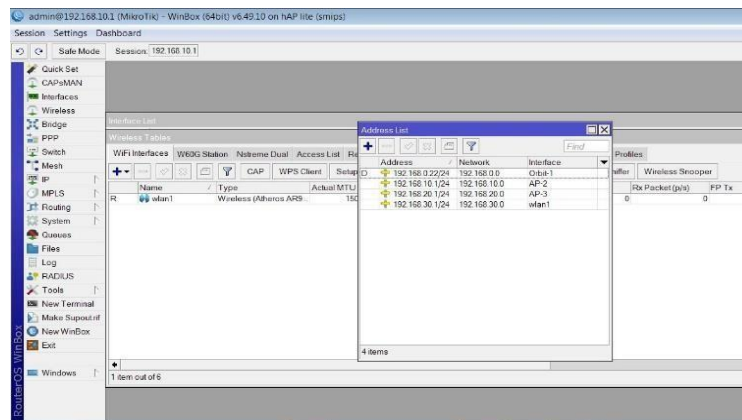 admin@192.168.10.1 (MikroTik) - WinBox (64bit) v6.49.10 on hAP lite (smips)
Session Settings Dashboard
Safe Mode Session: 192.168.10.1
Quick Set
CAPsMAN
Interfaces
Wireless
Bridge
PPP
Switch
Mesh
IP
MPLS
Routing
System
Queues
Files
Log
RADIUS
Tools
New Terminal
Make Supout.rif
New WinBox
Exit
Windows
RouterOS WinBox
Interface List
Wireless Tables
WiFi Interfaces W60G Station Nstreme Dual Access List Re
Profiles
CAP WPS Client Setup
niffer Wireless Snooper
Name Type Actual MTU
Rx Packet (p/s) FP Tx
R wlan1 Wireless (Atheros AR9... 150
0 0
1 item out of 6
Address List
Find
Address Network Interface
D 192.168.0.22/24 192.168.0.0 Orbit-1
192.168.10.1/24 192.168.10.0 AP-2
192.168.20.1/24 192.168.20.0 AP-3
192.168.30.1/24 192.168.30.0 wlan1
4 items